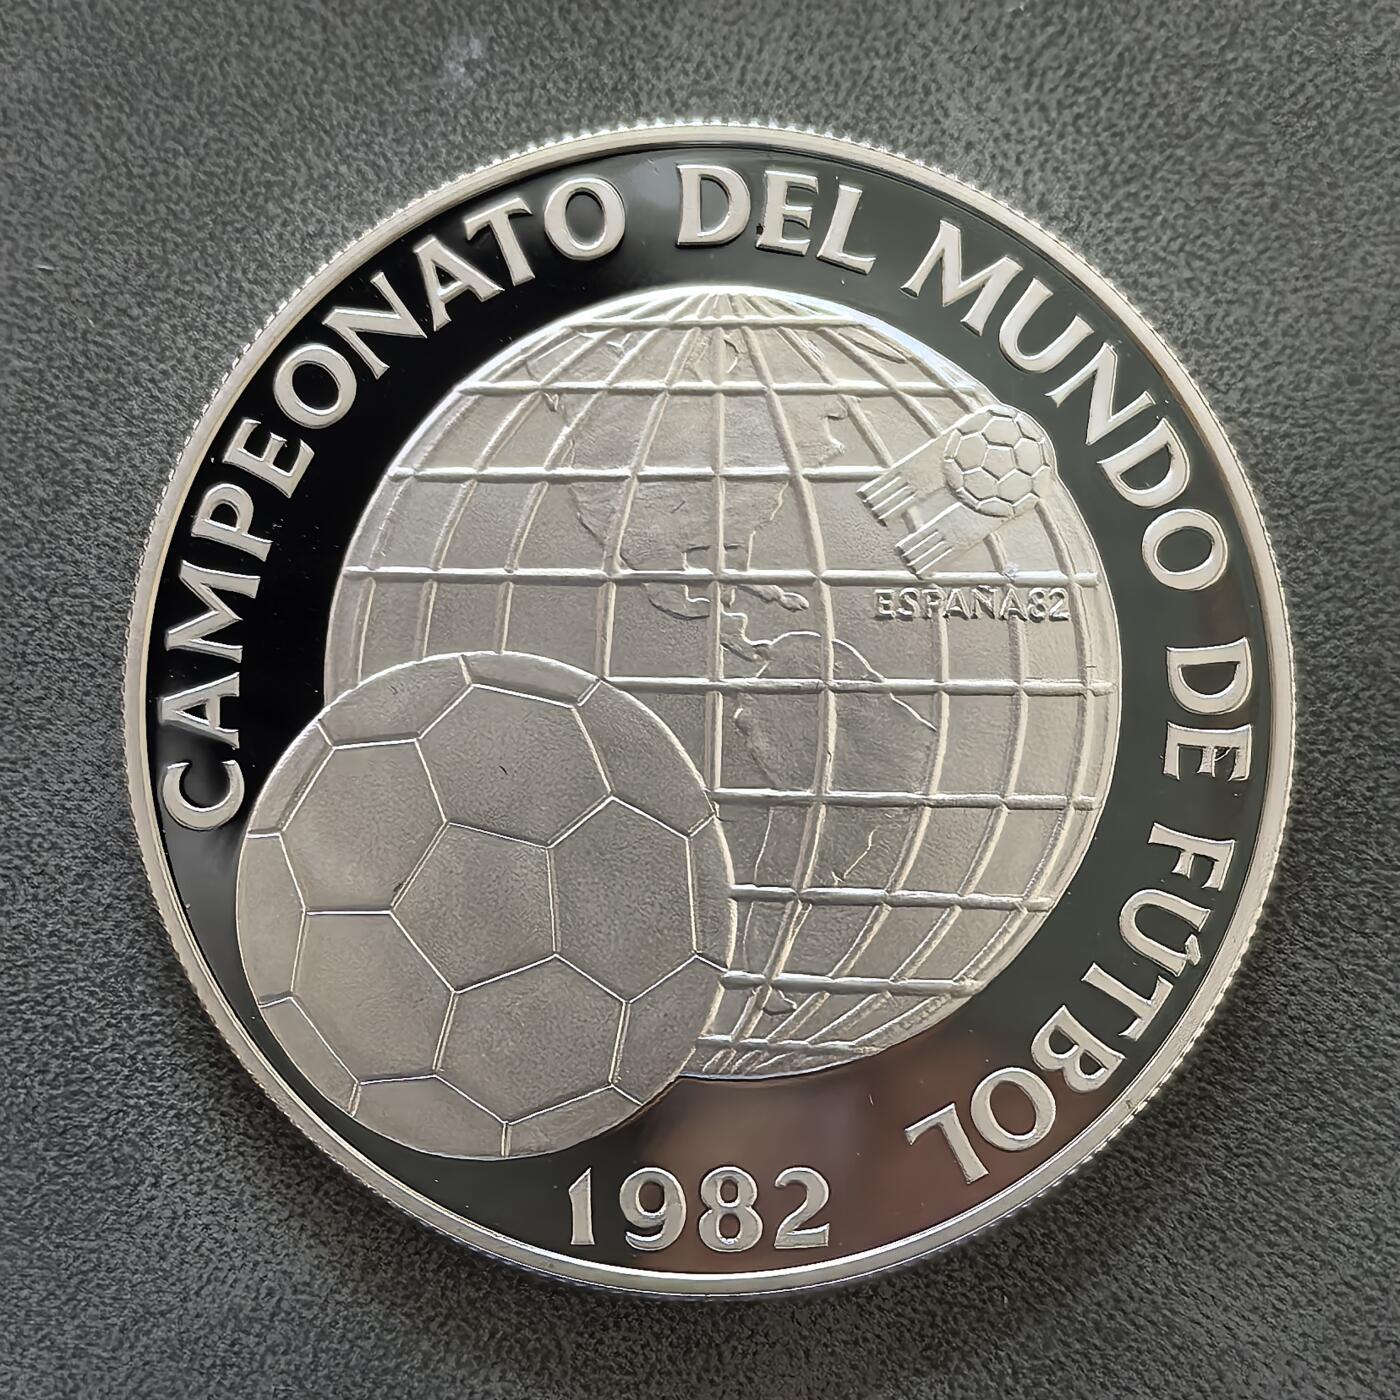 CAMPEONATO DEL MUNDO DE FÚTBOL
ESPAÑA82
1982